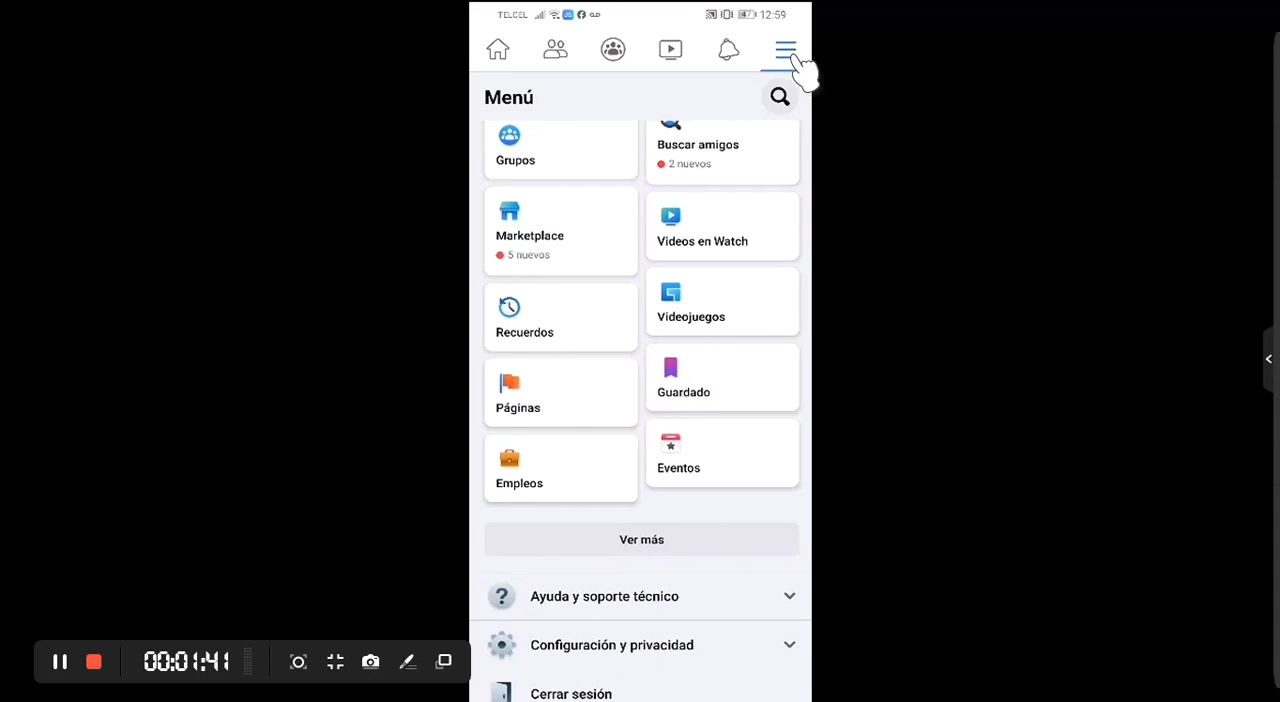 TELCEL 12:59
Menú
Grupos
Buscar amigos
2 nuevos
Marketplace
5 nuevos
Videos en Watch
Recuerdos
Videojuegos
Páginas
Guardado
Empleos
Eventos
Ver más
Ayuda y soporte técnico
Configuración y privacidad
Cerrar sesión
00:01:41